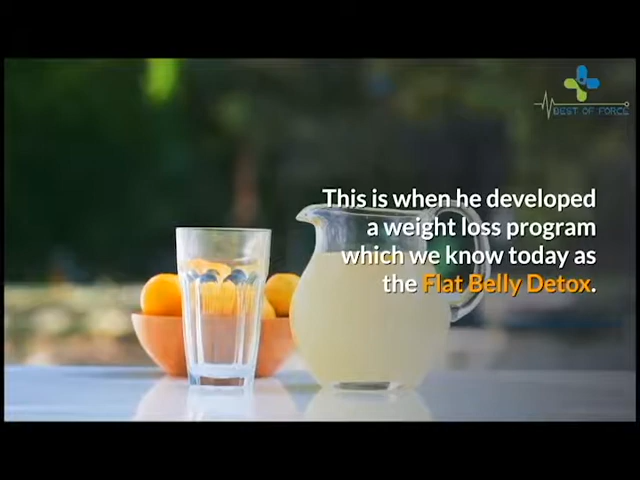 BEST OF FORCE
This is when he developed
a weight loss program
which we know today as
the Flat Belly Detox.